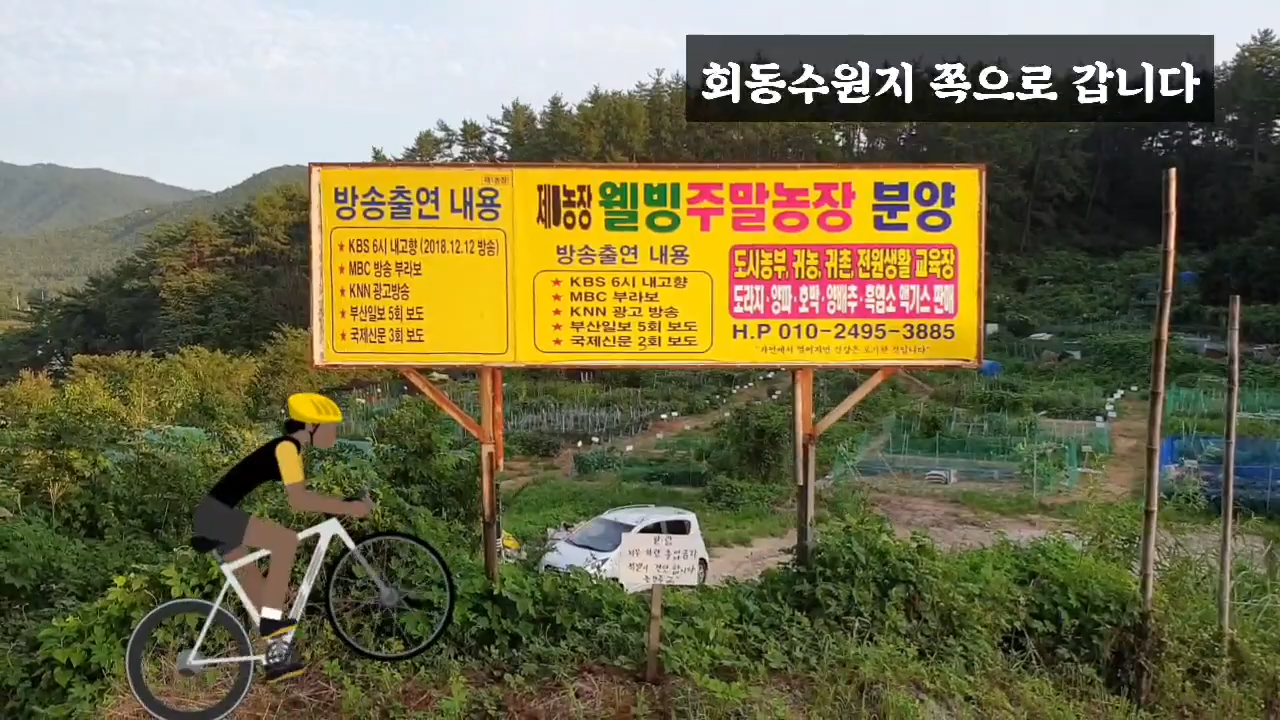 회동수원지 쪽으로 갑니다
방송출연 내용
★ KBS 6시 내고향 (2018.12.12 방송)
★ MBC 방송 부라보
★ KNN 광고방송
★ 부산일보 5회 보도
★ 국제신문 3회 보도
제 농장 웰빙주말농장 분양
방송출연 내용
★ KBS 6시 내고향
★ MBC 부라보
★ KNN 광고 방송
★ 부산일보 5회 보도
★ 국제신문 2회 보도
도시농부, 귀농, 귀촌, 전원생활 교육장
도라지·양파·호박·양배추·흑염소 엑기스 판매
H.P 010-2495-3885